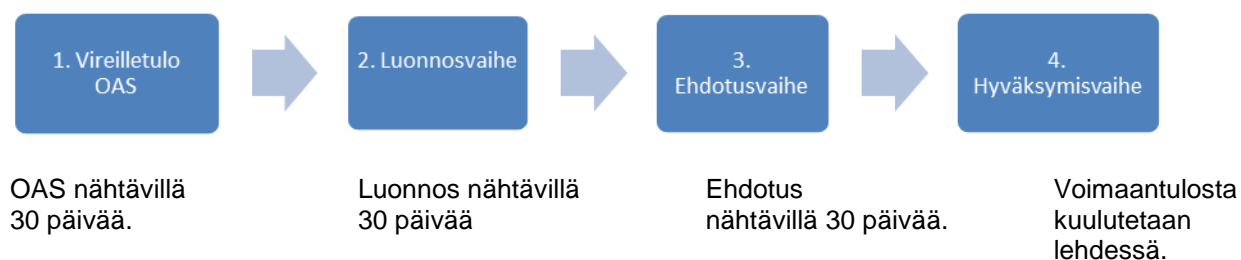 1. Vireilletulo
OAS
2. Luonnosvaihe
3.
Ehdotusvaihe
4.
Hyväksymisvaihe
OAS nähtävillä
30 päivää.
Luonnos nähtävillä
30 päivää
Ehdotus
nähtävillä 30 päivää.
Voimaantulosta
kuulutetaan
lehdessä.